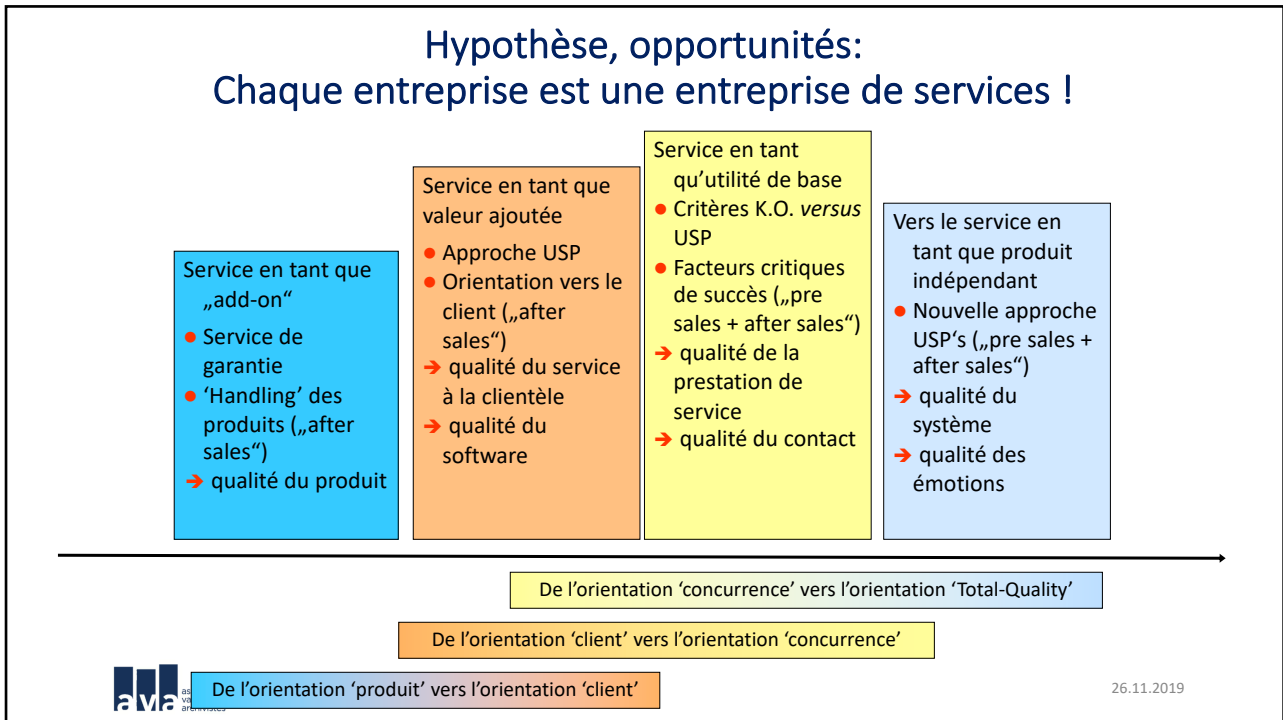 Hypothèse, opportunités:
Chaque entreprise est une entreprise de services !
Service en tant que
„add-on“
● Service de
garantie
● ‘Handling’ des
produits („after
sales“)
➔ qualité du produit
Service en tant que
valeur ajoutée
● Approche USP
● Orientation vers le
client („after
sales“)
➔ qualité du service
à la clientèle
➔ qualité du
software
Service en tant
qu’utilité de base
● Critères K.O. versus
USP
● Facteurs critiques
de succès („pre
sales + after sales“)
➔ qualité de la
prestation de
service
➔ qualité du contact
Vers le service en
tant que produit
indépendant
● Nouvelle approche
USP‘s („pre sales +
after sales“)
➔ qualité du
système
➔ qualité des
émotions
De l’orientation ‘concurrence’ vers l’orientation ‘Total-Quality’
De l’orientation ‘client’ vers l’orientation ‘concurrence’
De l’orientation ‘produit’ vers l’orientation ‘client’
ava
archivistes
26.11.2019